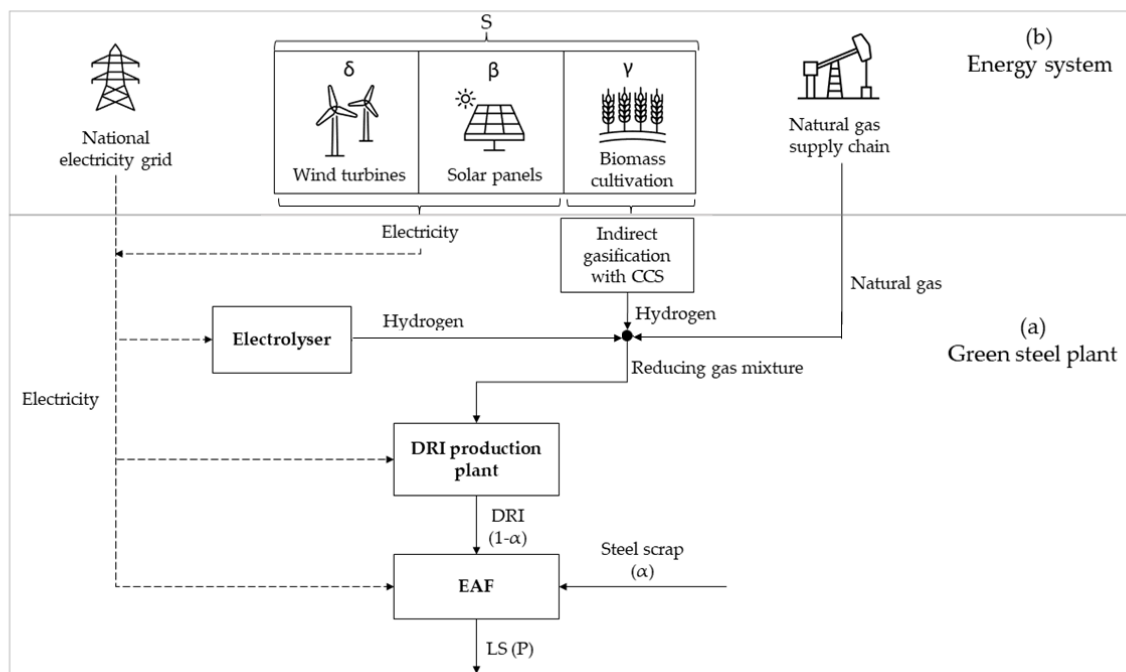 S
(b)
Energy system
δ
β
γ
National
electricity grid
Wind turbines
Solar panels
Biomass
cultivation
Natural gas
supply chain
Electricity
Indirect
gasification
with CCS
Natural gas
Hydrogen
Hydrogen
Electrolyser
(a)
Green steel plant
Reducing gas mixture
Electricity
DRI production
plant
DRI
(1-α)
Steel scrap
(α)
EAF
LS (P)